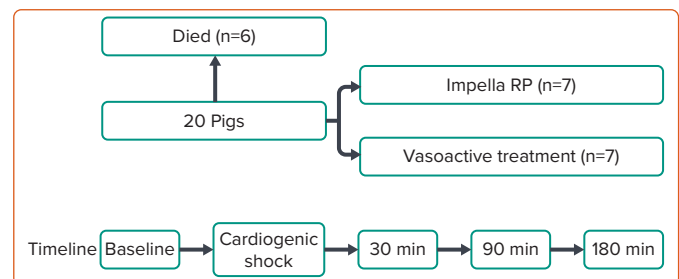 Died (n=6)
Impella RP (n=7)
20 Pigs
Vasoactive treatment (n=7)
Timeline Baseline
Cardiogenic
shock
30 min
90 min
180 min